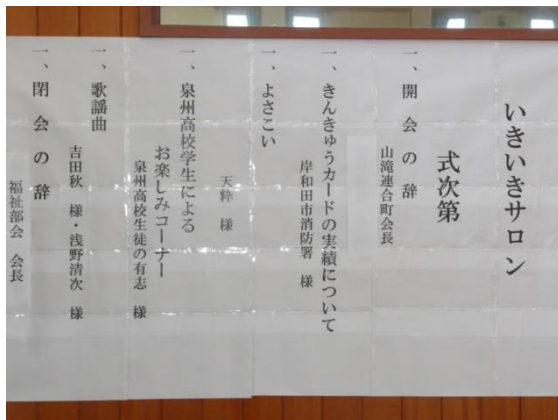 いきいきサロン
式次第
一、開会の辞
山滝連合町会長
一、きんきゅうカードの実績について
岸和田市消防署 様
一、よさこい
天粋 様
一、泉州高校学生による
お楽しみコーナー
泉州高校生徒の有志 様
一、歌謡曲
吉田秋 様・浅野清次 様
一、閉会の辞
福祉部会 会長